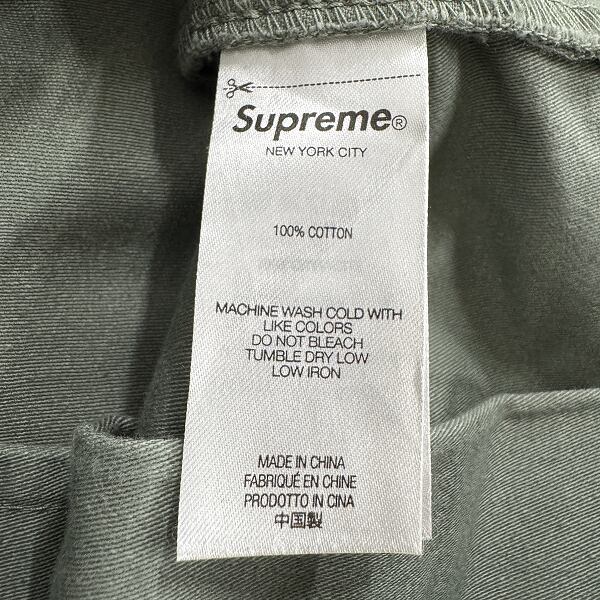 Supreme®
NEW YORK CITY
100% COTTON
MACHINE WASH COLD WITH
LIKE COLORS
DO NOT BLEACH
TUMBLE DRY LOW
LOW IRON
MADE IN CHINA
FABRIQUÉ EN CHINE
PRODOTTO IN CINA
中国製